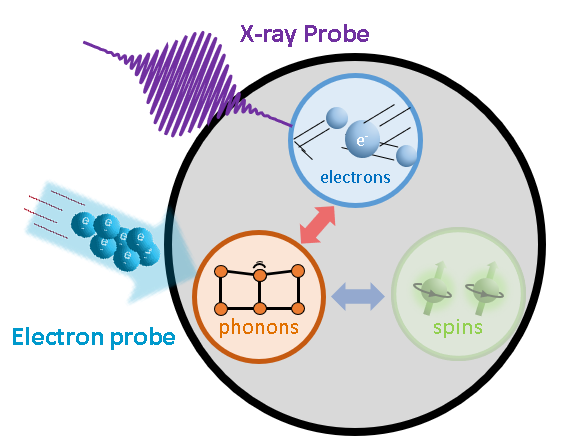 X-ray Probe
e-
electrons
e e
e e e
e
Electron probe
phonons
spins